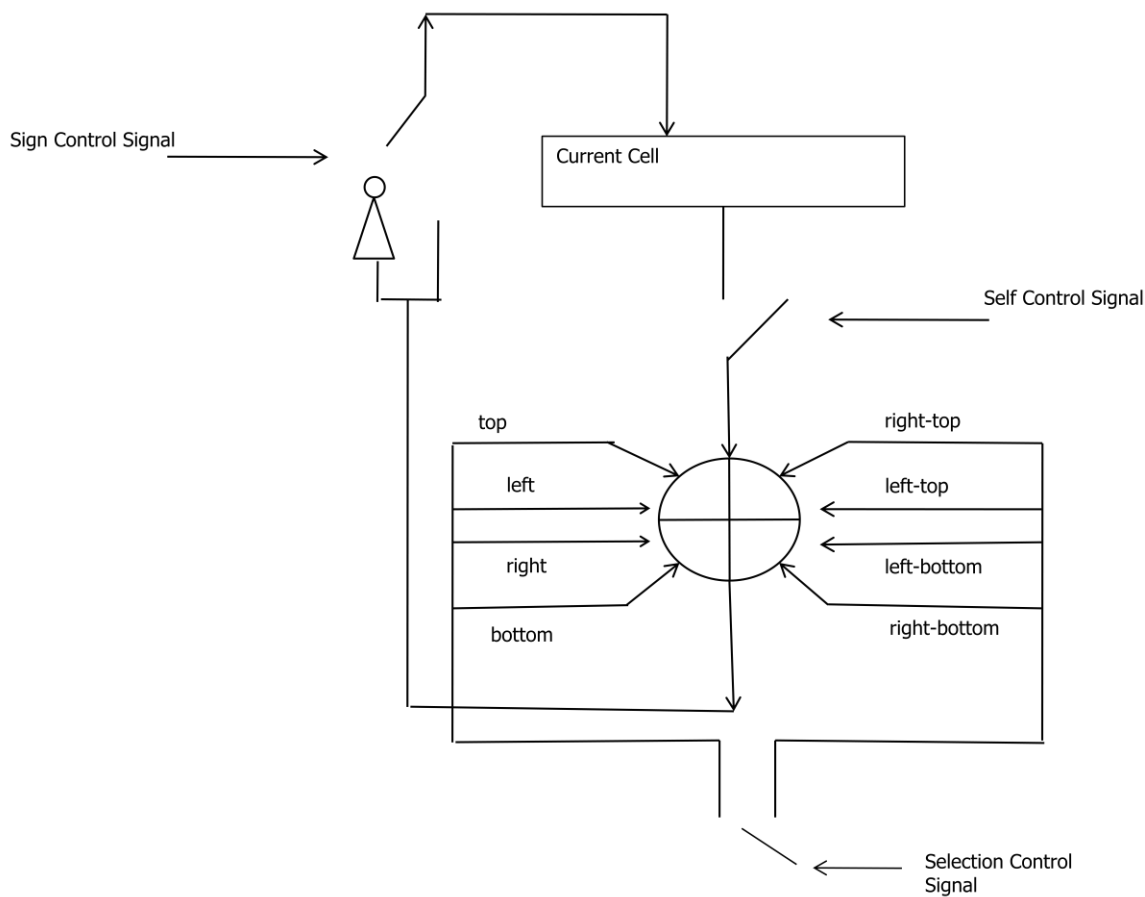 Sign Control Signal
Current Cell
Self Control Signal
top
right-top
left
left-top
right
left-bottom
bottom
right-bottom
Selection Control
Signal